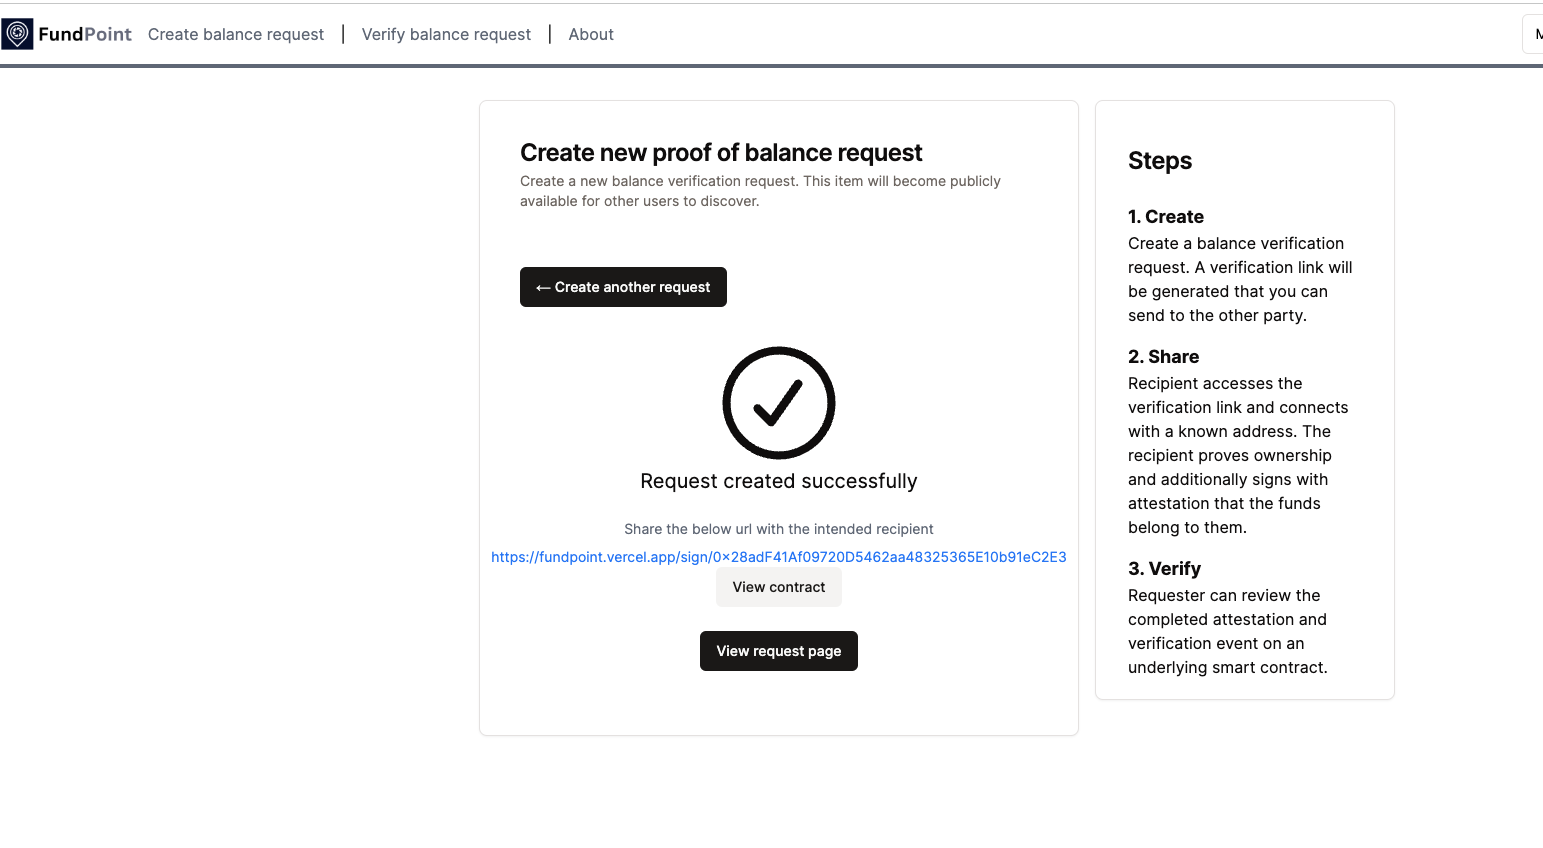 FundPoint Create balance request | Verify balance request | About M
Create new proof of balance request
Create a new balance verification request. This item will become publicly
available for other users to discover.
← Create another request
Request created successfully
Share the below url with the intended recipient
https://fundpoint.vercel.app/sign/0x28adF41Af09720D5462aa48325365E10b91eC2E3
View contract
View request page
Steps
1. Create
Create a balance verification
request. A verification link will
be generated that you can
send to the other party.
2. Share
Recipient accesses the
verification link and connects
with a known address. The
recipient proves ownership
and additionally signs with
attestation that the funds
belong to them.
3. Verify
Requester can review the
completed attestation and
verification event on an
underlying smart contract.